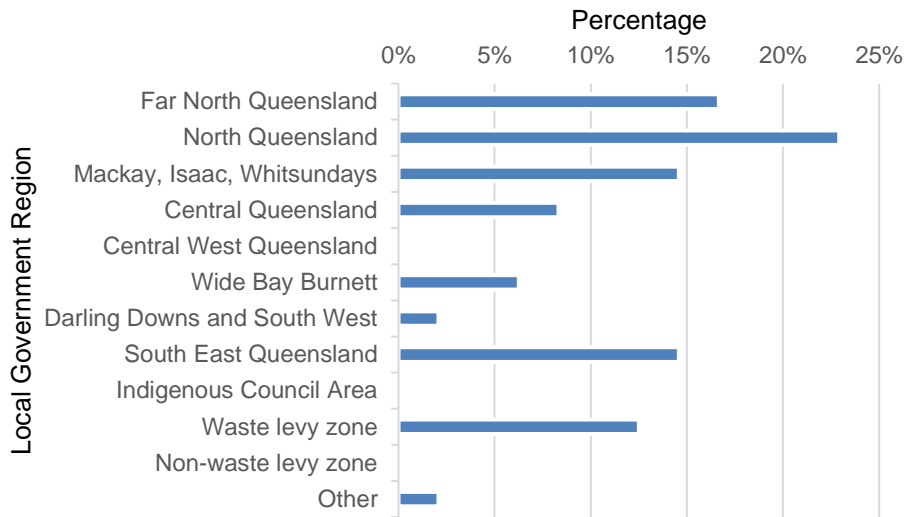 Percentage
0% 5% 10% 15% 20% 25%
Local Government Region
Far North Queensland
North Queensland
Mackay, Isaac, Whitsundays
Central Queensland
Central West Queensland
Wide Bay Burnett
Darling Downs and South West
South East Queensland
Indigenous Council Area
Waste levy zone
Non-waste levy zone
Other